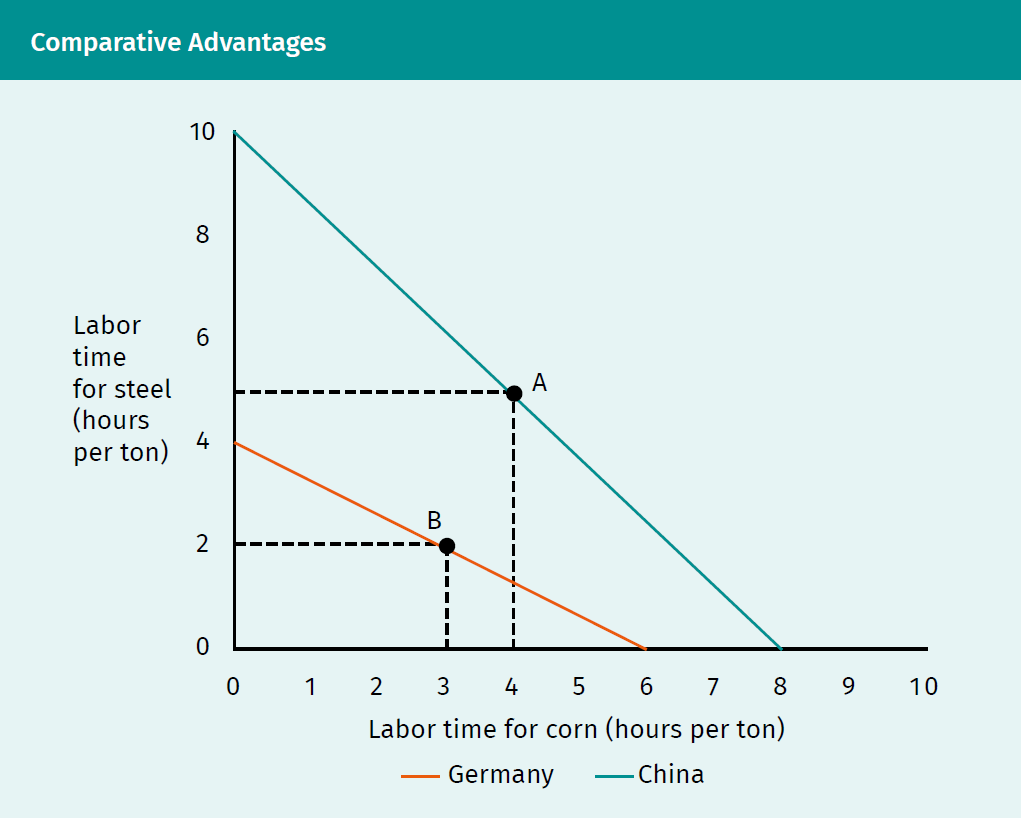 Comparative Advantages
10
8
Labor
time
for steel
(hours
per ton)
6
4
2
0
A
B
0 1 2 3 4 5 6 7 8 9 10
Labor time for corn (hours per ton)
Germany China